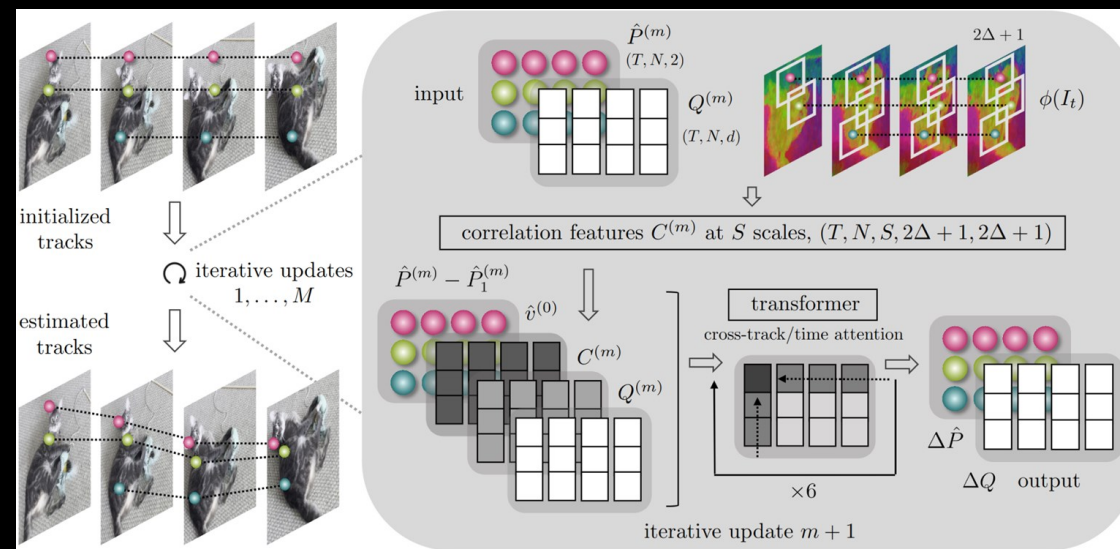 initialized
tracks
iterative updates
1, . . . , M
estimated
tracks
input
P̂^(m)
(T, N, 2)
Q^(m)
(T, N, d)
2Δ + 1
ϕ(I_t)
correlation features C^(m) at S scales, (T, N, S, 2Δ + 1, 2Δ + 1)
P̂^(m) − P̂_1^(m)
v̂^(0)
C^(m)
Q^(m)
transformer
cross-track/time attention
×6
ΔP̂
ΔQ output
iterative update m + 1